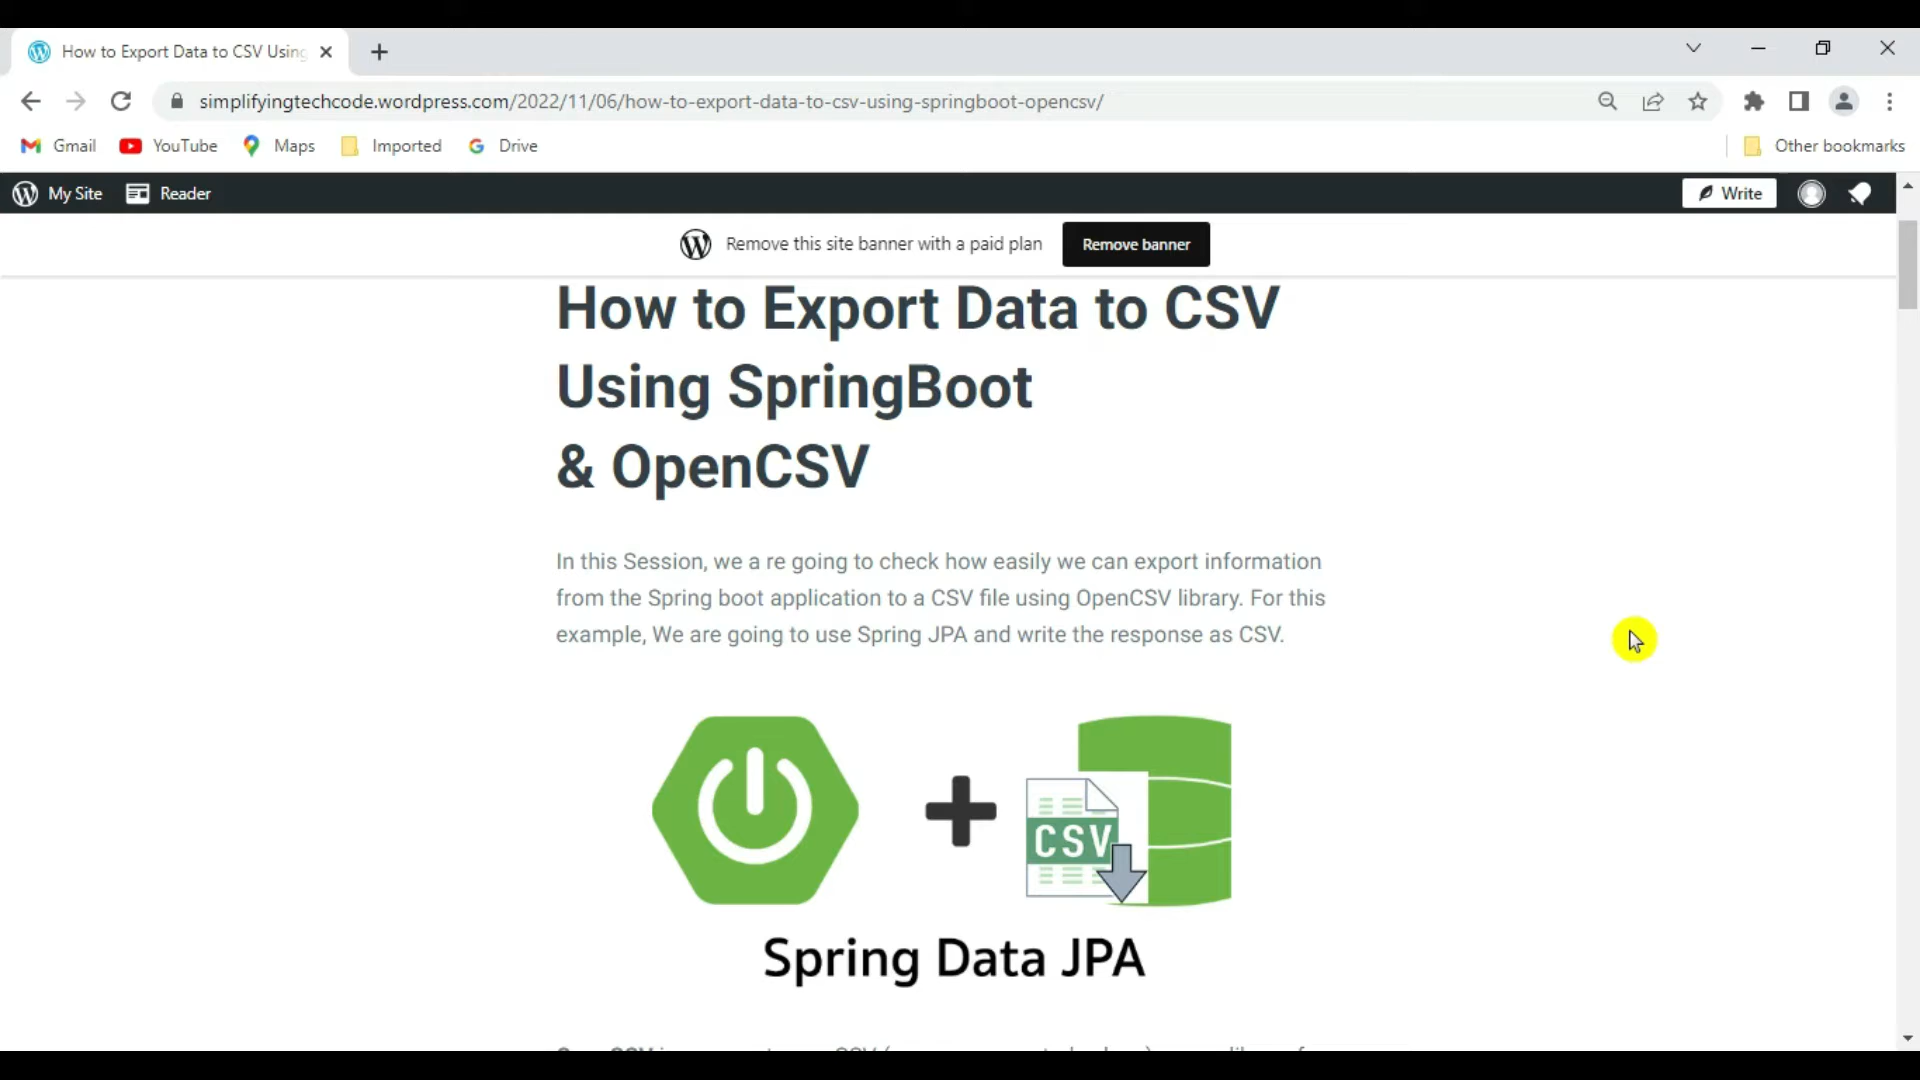 How to Export Data to CSV Using
simplifyingtechcode.wordpress.com/2022/11/06/how-to-export-data-to-csv-using-springboot-opencsv/
Gmail YouTube Maps Imported Drive Other bookmarks
My Site Reader Write
Remove this site banner with a paid plan Remove banner
How to Export Data to CSV
Using SpringBoot
& OpenCSV
In this Session, we a re going to check how easily we can export information
from the Spring boot application to a CSV file using OpenCSV library. For this
example, We are going to use Spring JPA and write the response as CSV.
CSV
Spring Data JPA